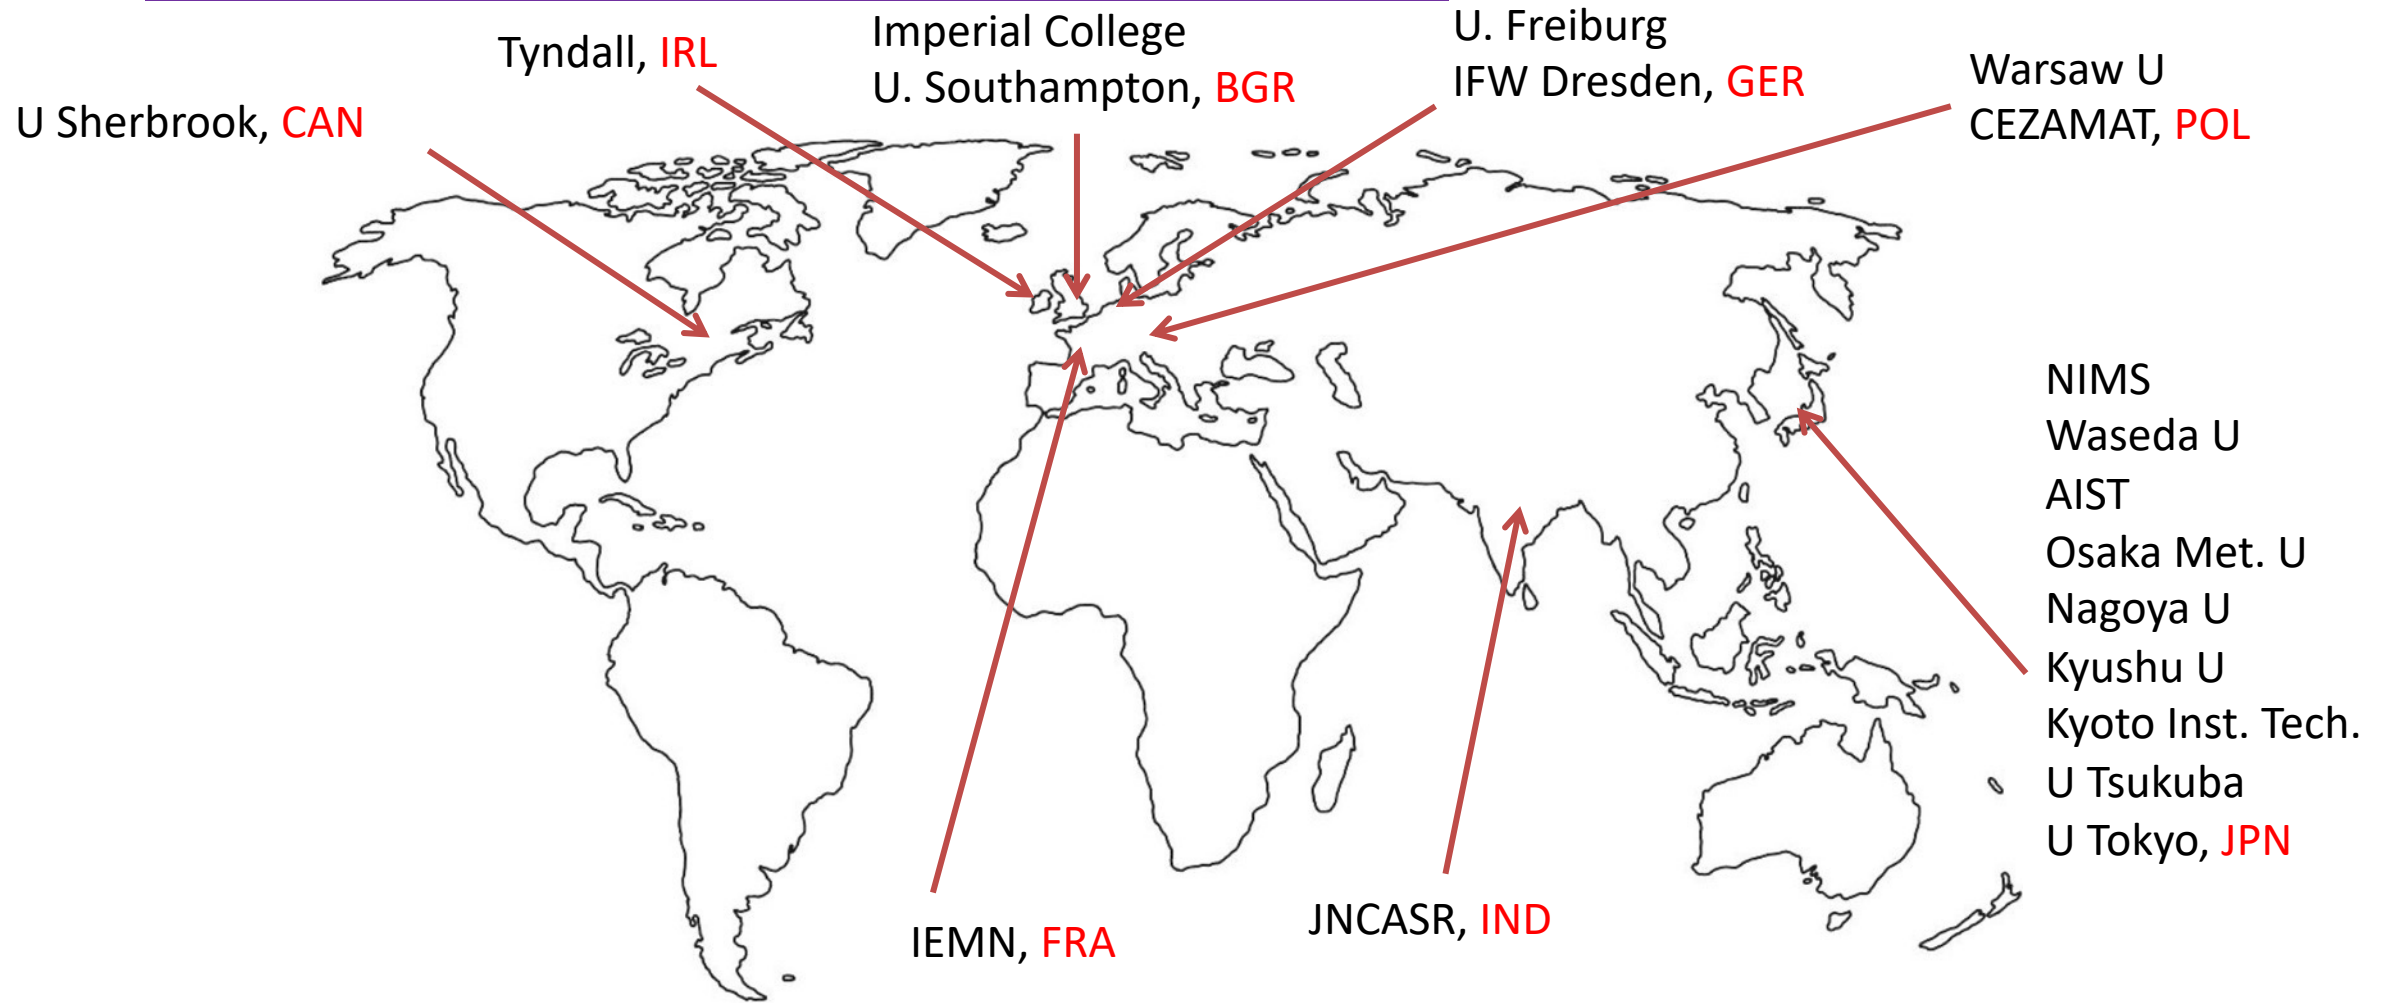 U Sherbrook, CAN
Tyndall, IRL
Imperial College
U. Southampton, BGR
U. Freiburg
IFW Dresden, GER
Warsaw U
CEZAMAT, POL
NIMS
Waseda U
AIST
Osaka Met. U
Nagoya U
Kyushu U
Kyoto Inst. Tech.
U Tsukuba
U Tokyo, JPN
JNCASR, IND
IEMN, FRA